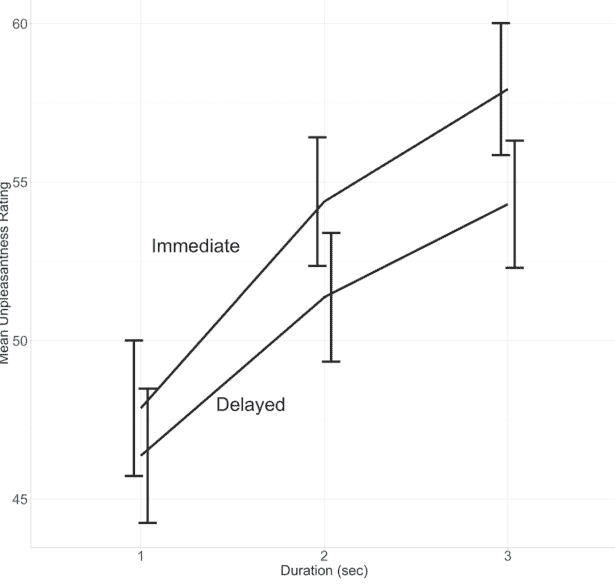 60
55
50
45
Mean Unpleasantness Rating
Immediate
Delayed
1 2 3
Duration (sec)